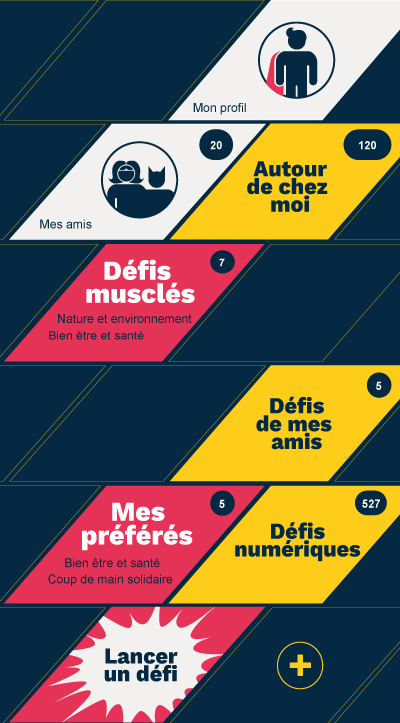 Mon profil
20
Mes amis
120
Autour
de chez
moi
7
Défis
musclés
Nature et environnement
Bien être et santé
5
Défis
de mes
amis
5
Mes
préférés
Bien être et santé
Coup de main solidaire
527
Défis
numériques
Lancer
un défi